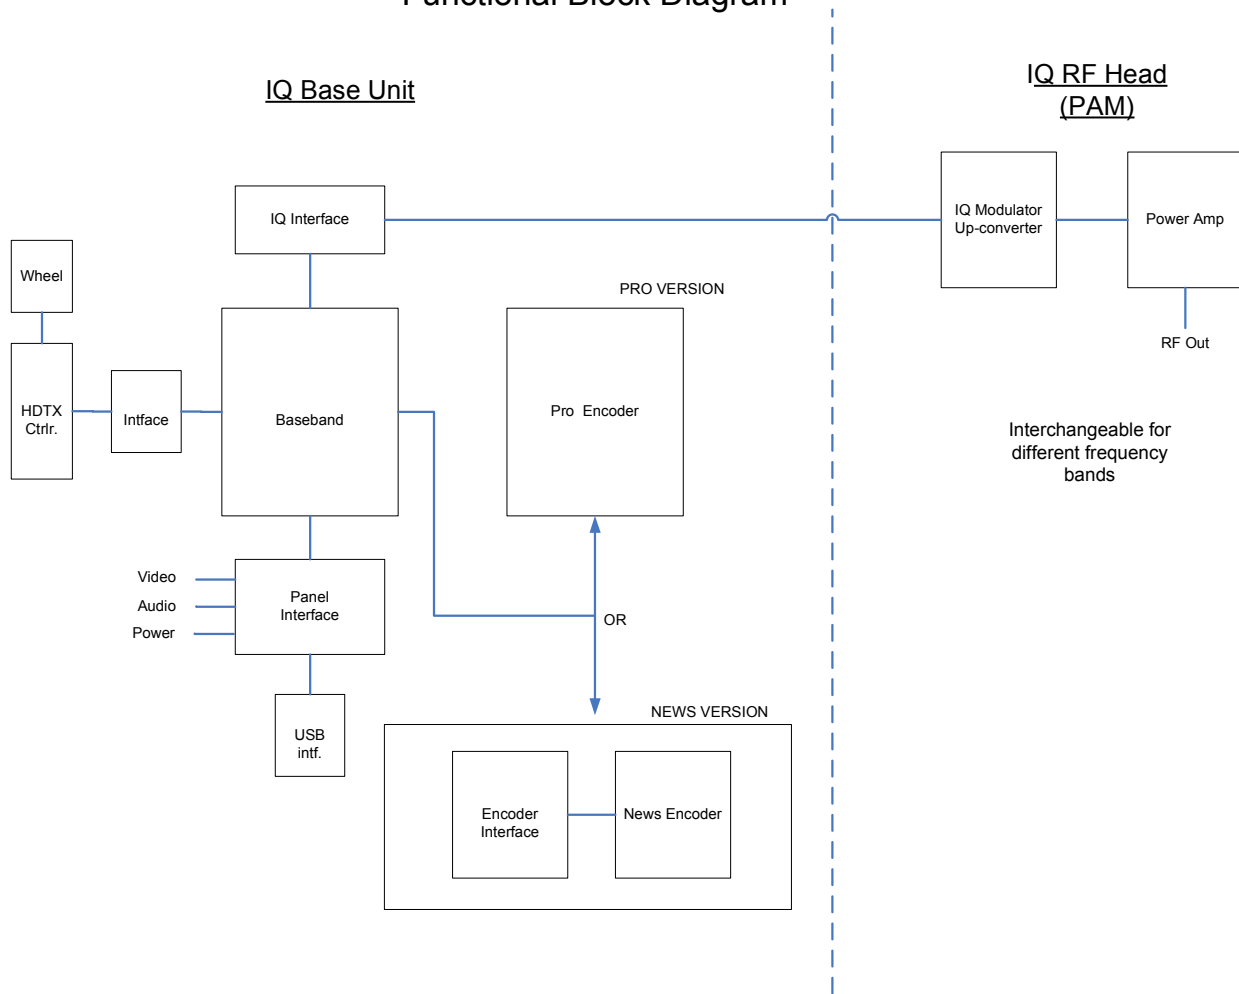 Functional Block Diagram
IQ Base Unit
IQ RF Head
(PAM)
IQ Interface
IQ Modulator
Up-converter
Power Amp
Wheel
PRO VERSION
RF Out
HDTX
Ctrlr.
Intface
Baseband
Pro Encoder
Interchangeable for
different frequency
bands
Video
Audio
Power
Panel
Interface
OR
NEWS VERSION
USB
intf.
Encoder
Interface
News Encoder